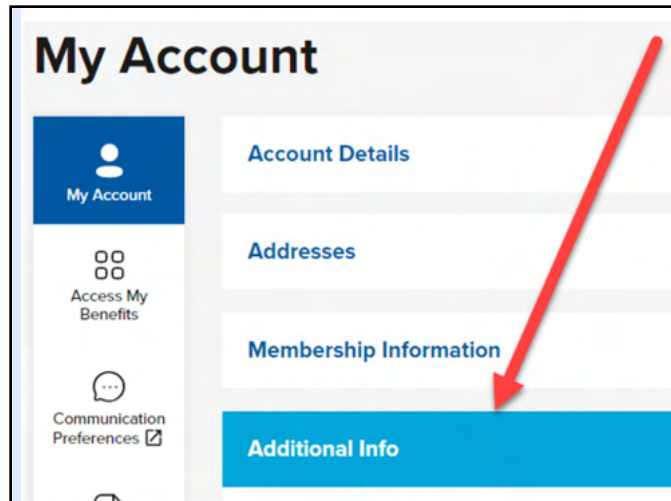 My Account
My Account
Access My
Benefits
Communication
Preferences
Account Details
Addresses
Membership Information
Additional Info